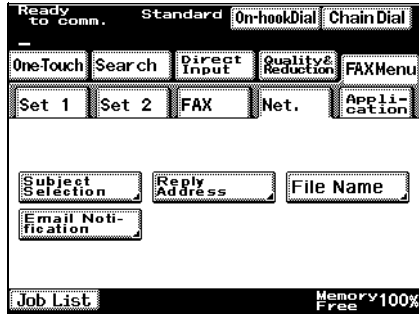 Ready to comm. Standard On-hookDial Chain Dial
One-Touch Search Direct Input Quality& Reduction FAXMenu
Set 1 Set 2 FAX Net. Appli-cation
Subject Selection Reply Address File Name
Email Noti-fication
Job List Memory Free 100%